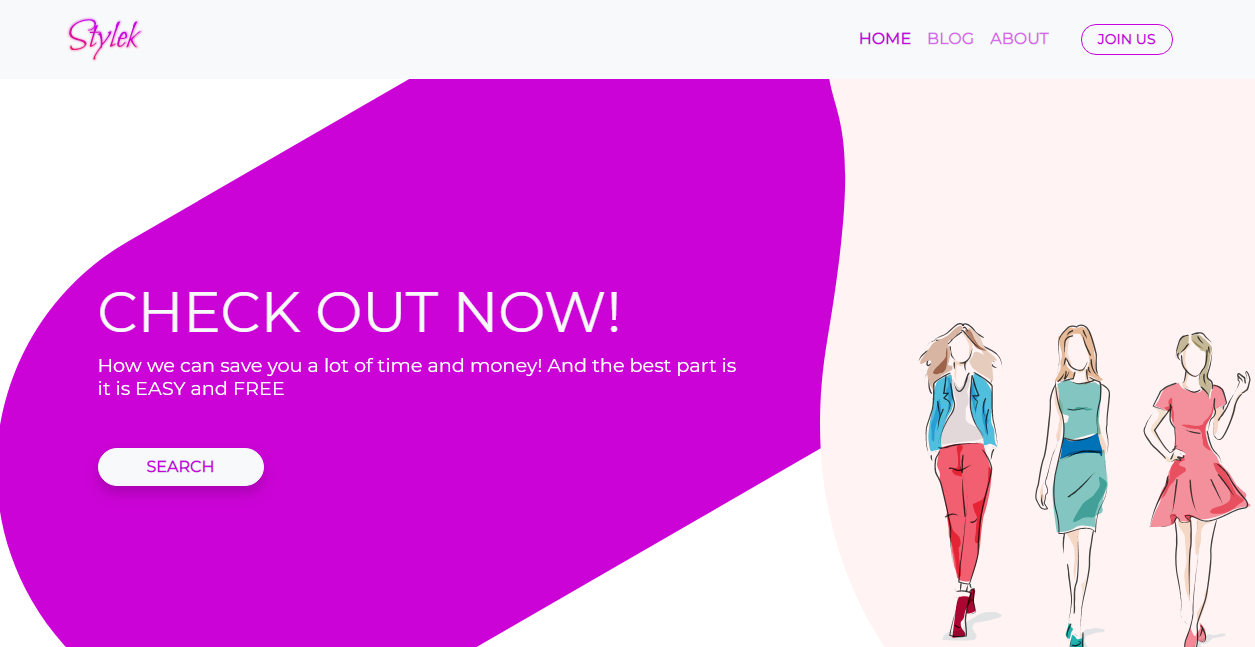 Stylek
HOME BLOG ABOUT JOIN US
CHECK OUT NOW!
How we can save you a lot of time and money! And the best part is
it is EASY and FREE
SEARCH